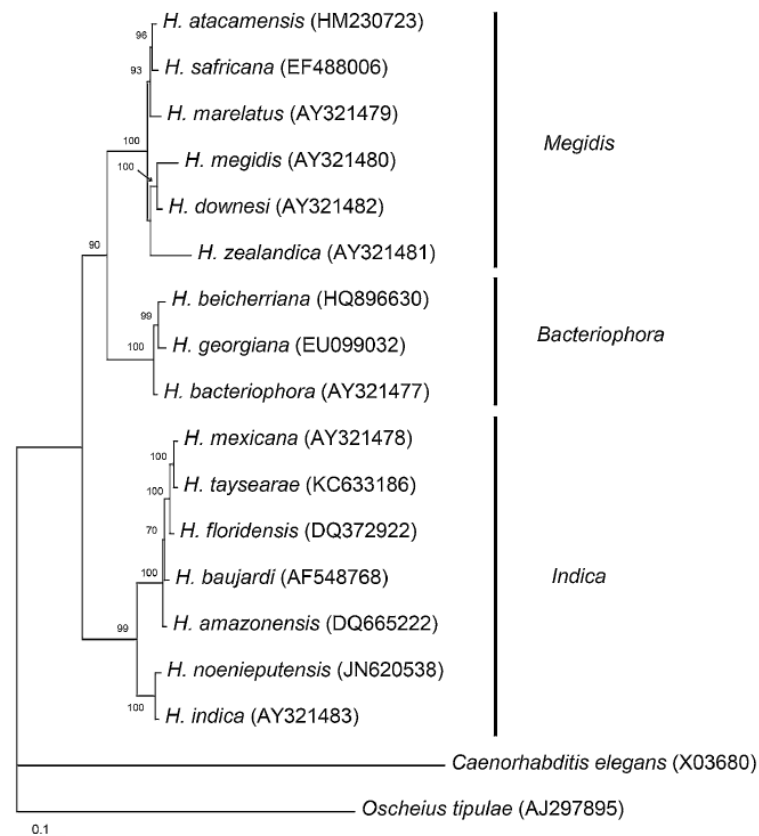 H. atacamensis (HM230723)
96
H. safricana (EF488006)
93
H. marelatus (AY321479)
100
Megidis
H. megidis (AY321480)
100
H. downesi (AY321482)
90
H. zealandica (AY321481)
H. beicherriana (HQ896630)
99
Bacteriophora
H. georgiana (EU099032)
100
H. bacteriophora (AY321477)
H. mexicana (AY321478)
100
H. taysearae (KC633186)
100
H. floridensis (DQ372922)
70
H. baujardi (AF548768)
100
Indica
H. amazonensis (DQ665222)
99
H. noenieputensis (JN620538)
100
H. indica (AY321483)
Caenorhabditis elegans (X03680)
Oscheius tipulae (AJ297895)
0.1